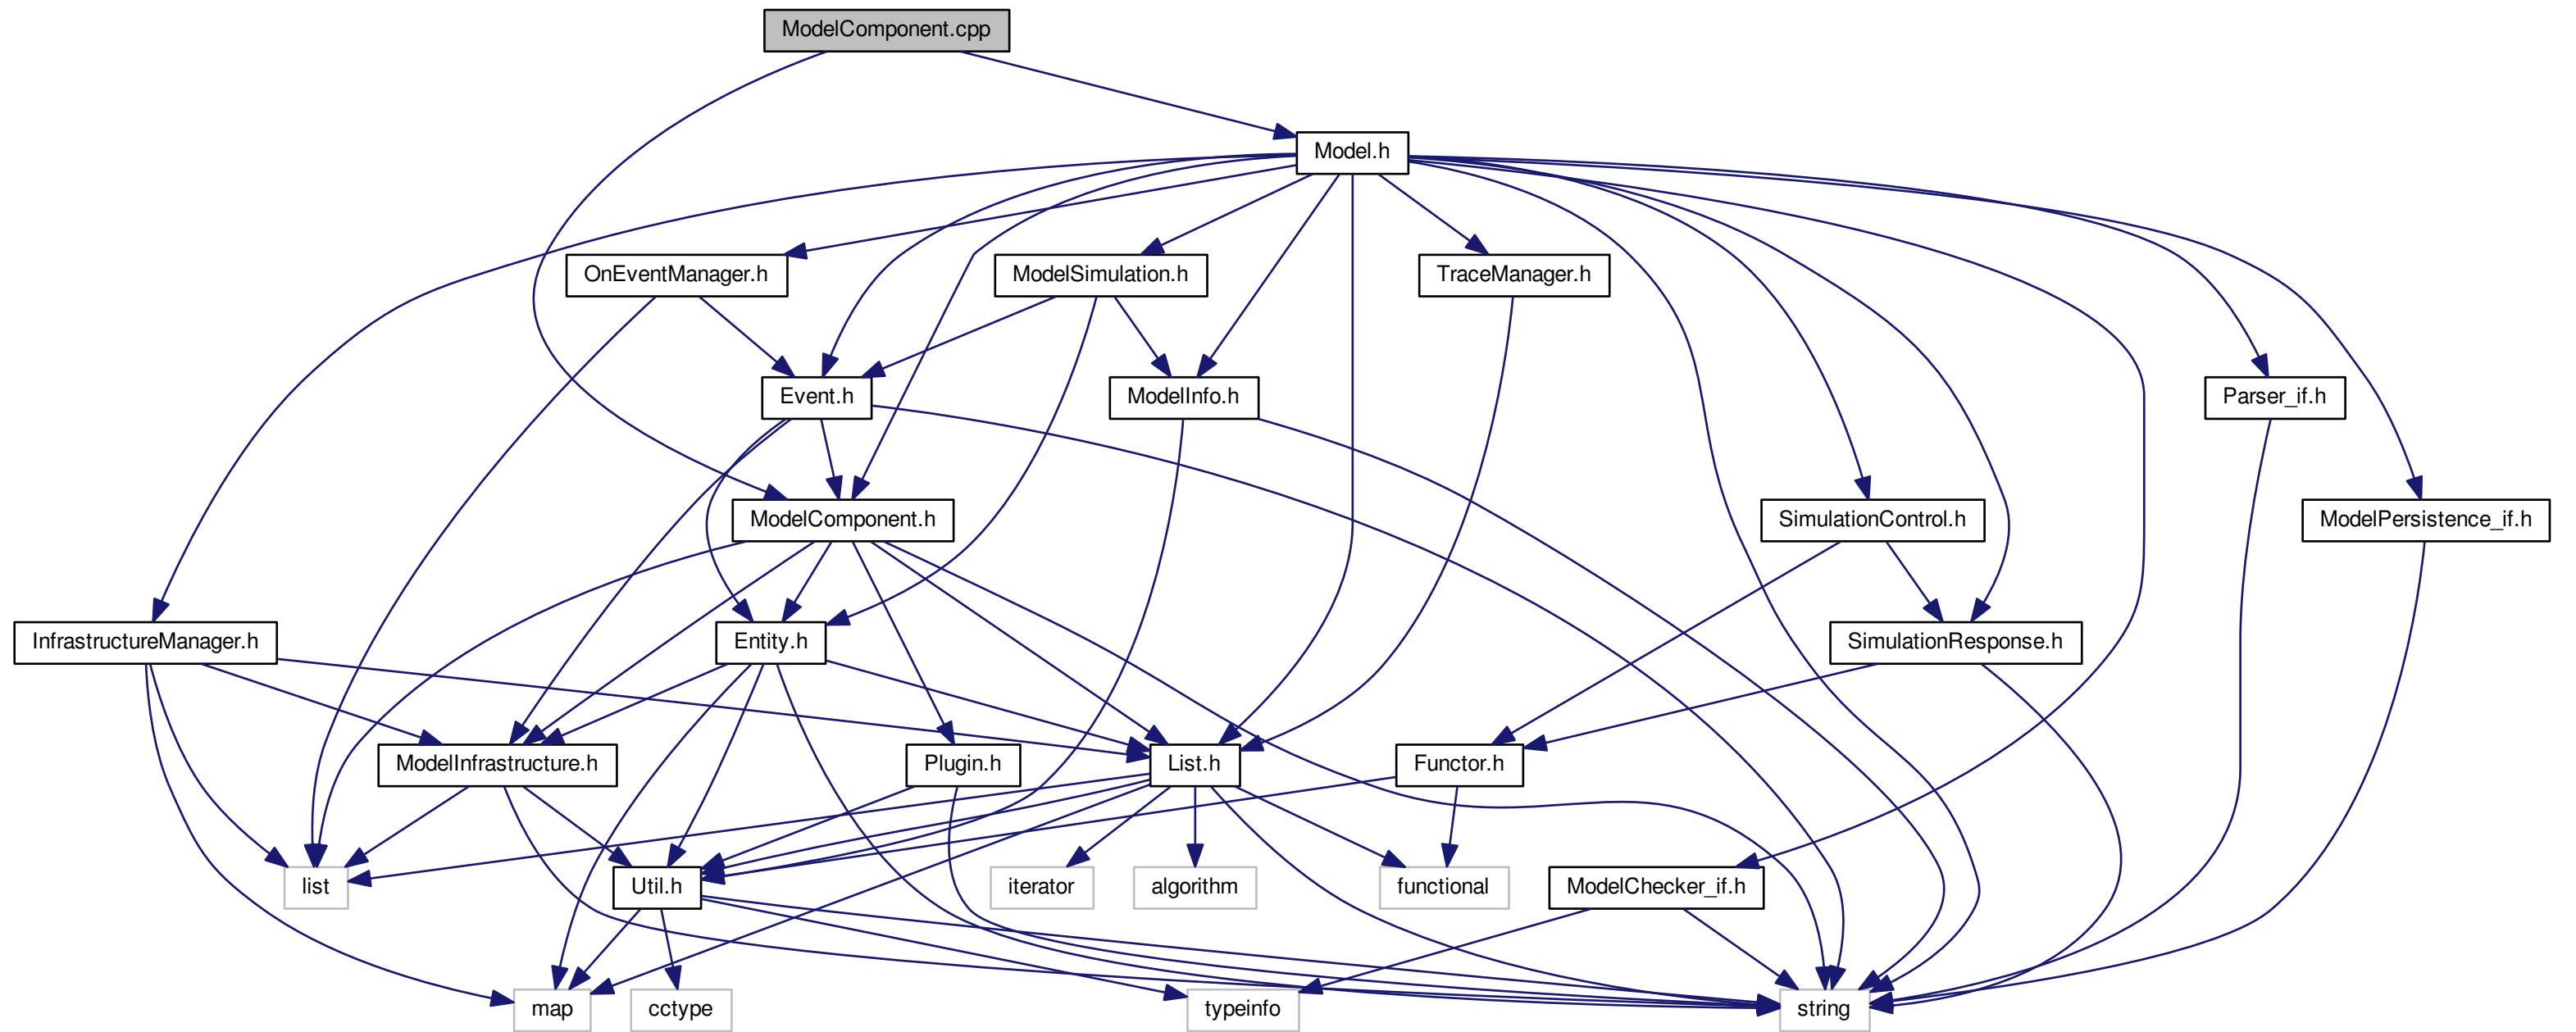 ModelComponent.cpp
Model.h
OnEventManager.h
ModelSimulation.h
TraceManager.h
Event.h
ModelInfo.h
Parser_if.h
ModelComponent.h
SimulationControl.h
ModelPersistence_if.h
InfrastructureManager.h
Entity.h
SimulationResponse.h
ModelInfrastructure.h
Plugin.h
List.h
Functor.h
list
Util.h
iterator
algorithm
functional
ModelChecker_if.h
map
cctype
typeinfo
string